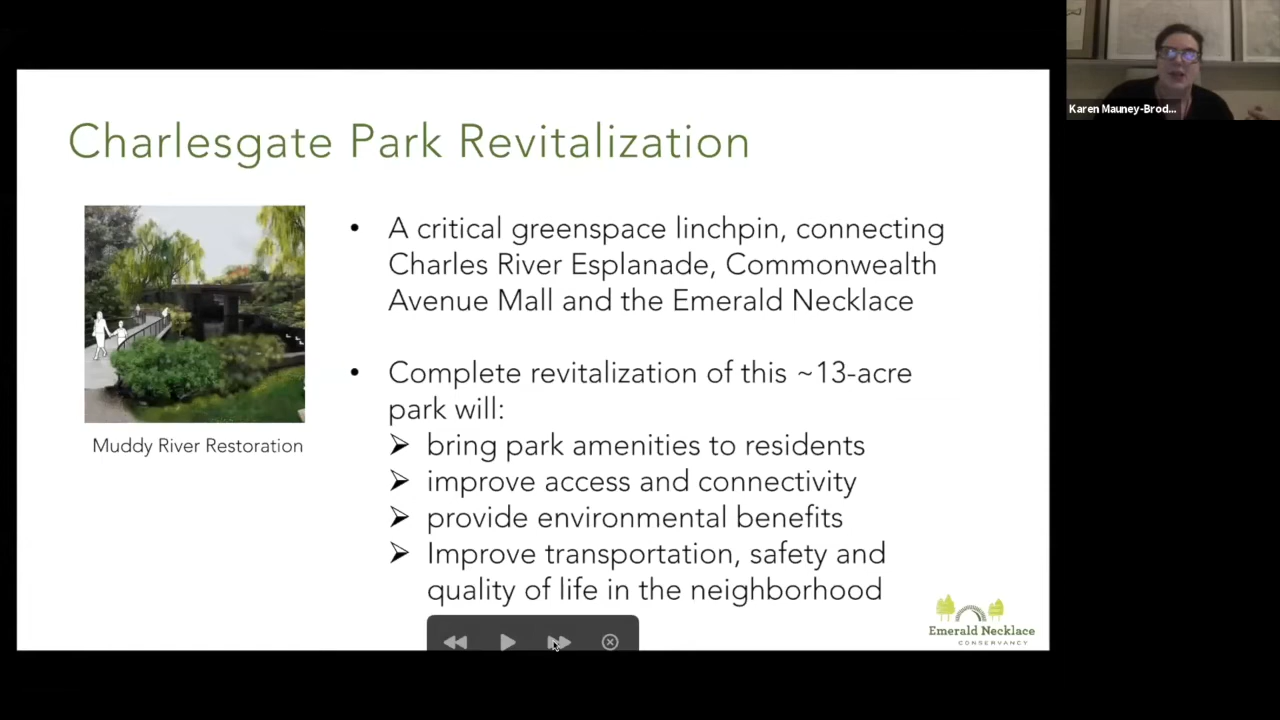 Karen Mauney-Brod...
Charlesgate Park Revitalization
• A critical greenspace linchpin, connecting
Charles River Esplanade, Commonwealth
Avenue Mall and the Emerald Necklace
• Complete revitalization of this ~13-acre
park will:
➢ bring park amenities to residents
➢ improve access and connectivity
➢ provide environmental benefits
➢ Improve transportation, safety and
quality of life in the neighborhood
Muddy River Restoration
Emerald Necklace
CONSERVANCY